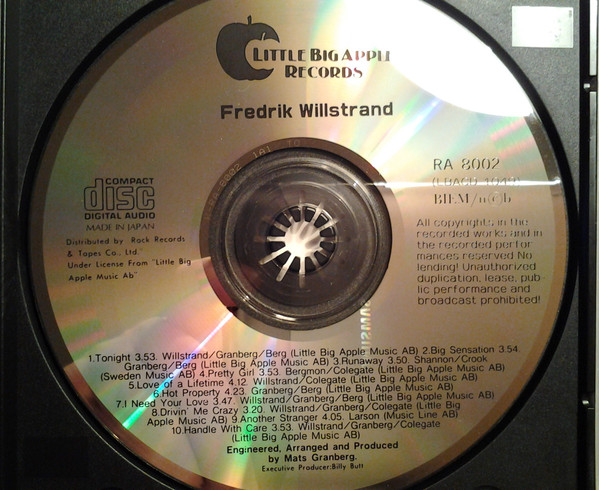 LITTLE BIG APPLE
RECORDS
Fredrik Willstrand
COMPACT
disc
DIGITAL AUDIO
MADE IN JAPAN
Distributed by Rock Records
& Tapes Co., Ltd."
Under License From "Little Big
Apple Music Ab"
RA 8002
BIEM/n©b
All copyrights in the
recorded works and in
the recorded perfor
mances reserved No
lending! Unauthorized
duplication, lease, pub
lic performance and
broadcast prohibited!
1.Tonight 3.53. Willstrand/Granberg/Berg (Little Big Apple Music AB) 2.Big Sensation 3.54.
Granberg/Berg (Little Big Apple Music AB) 3.Runaway 3.50. Shannon/Crook
(Sweden Music AB) 4.Pretty Girl 3.53. Bergmon/Colegate (Little Big Apple Music AB)
5.Love of a Lifetime 4.12. Willstrand/Colegate (Little Big Apple Music AB)
6.Hot Property 4.23. Granberg/Berg (Little Big Apple Music AB)
7.I Need Your Love 3.47. Willstrand/Granberg/Berg (Little Big Apple Music AB)
8.Drivin' Me Crazy 3.20. Willstrand/Granberg/Colegate (Little Big
Apple Music AB) 9.Another Stranger 4.05. Larson (Music Line AB)
10.Handle With Care 3.53. Willstrand/Granberg/Colegate
(Little Big Apple Music AB)
Engineered, Arranged and Produced
by Mats Granberg.
Executive Producer:Billy Butt